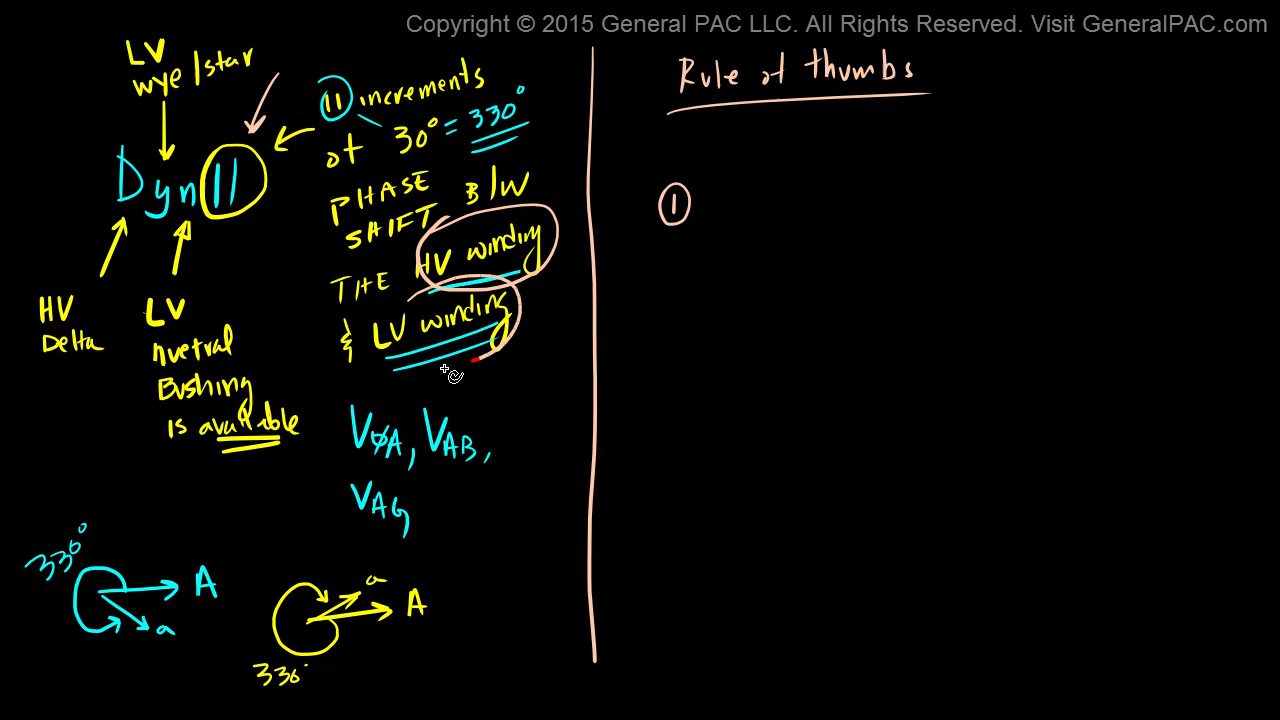 Copyright © 2015 General PAC LLC. All Rights Reserved. Visit GeneralPAC.com
LV
wye/star
Dyn11
HV
Delta
LV
nuetral
Bushing
is available
11 increments
of 30° = 330°
PHASE
SHIFT B/W
THE HV winding
& LV winding
VØA, VAB,
VAG
330°
A
a
a
A
330°
Rule of thumbs
1